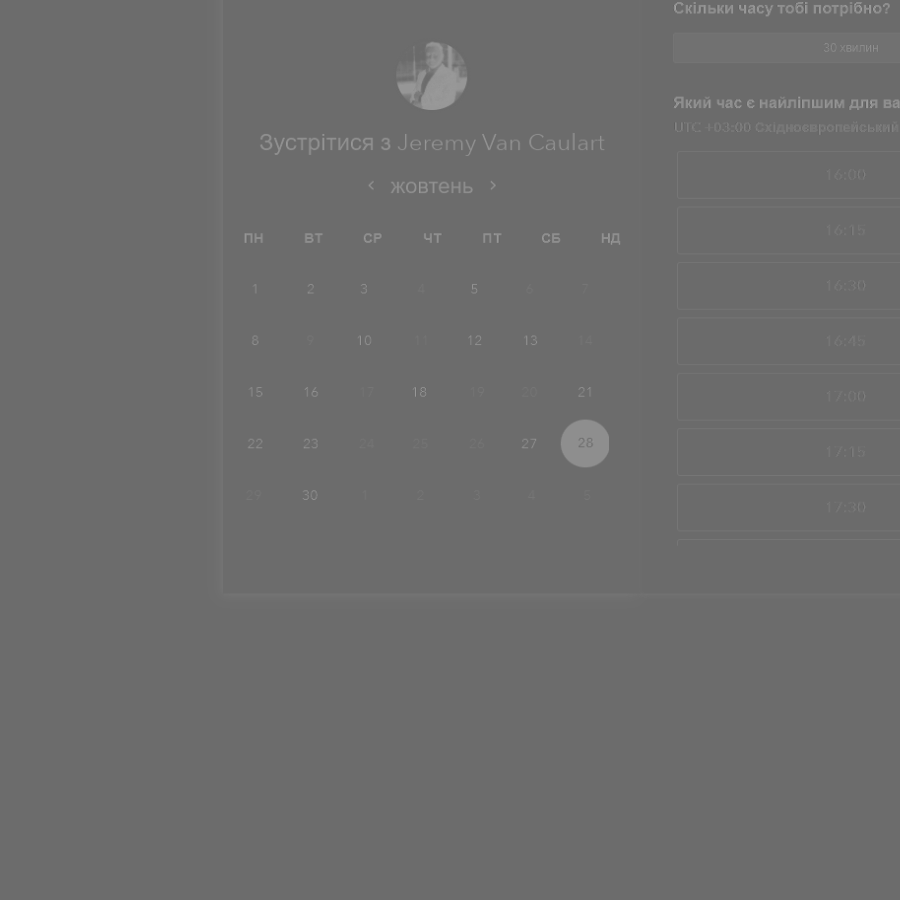 Скільки часу тобі потрібно?
30 хвилин
Зустрітися з Jeremy Van Caulart
жовтень
ПН ВТ СР ЧТ ПТ СБ НД
1 2 3 4 5 6 7
8 9 10 11 12 13 14
15 16 17 18 19 20 21
22 23 24 25 26 27 28
29 30 1 2 3 4 5
Який час є найліпшим для ва
UTC +03:00 Східноєвропейський
16:00
16:15
16:30
16:45
17:00
17:15
17:30